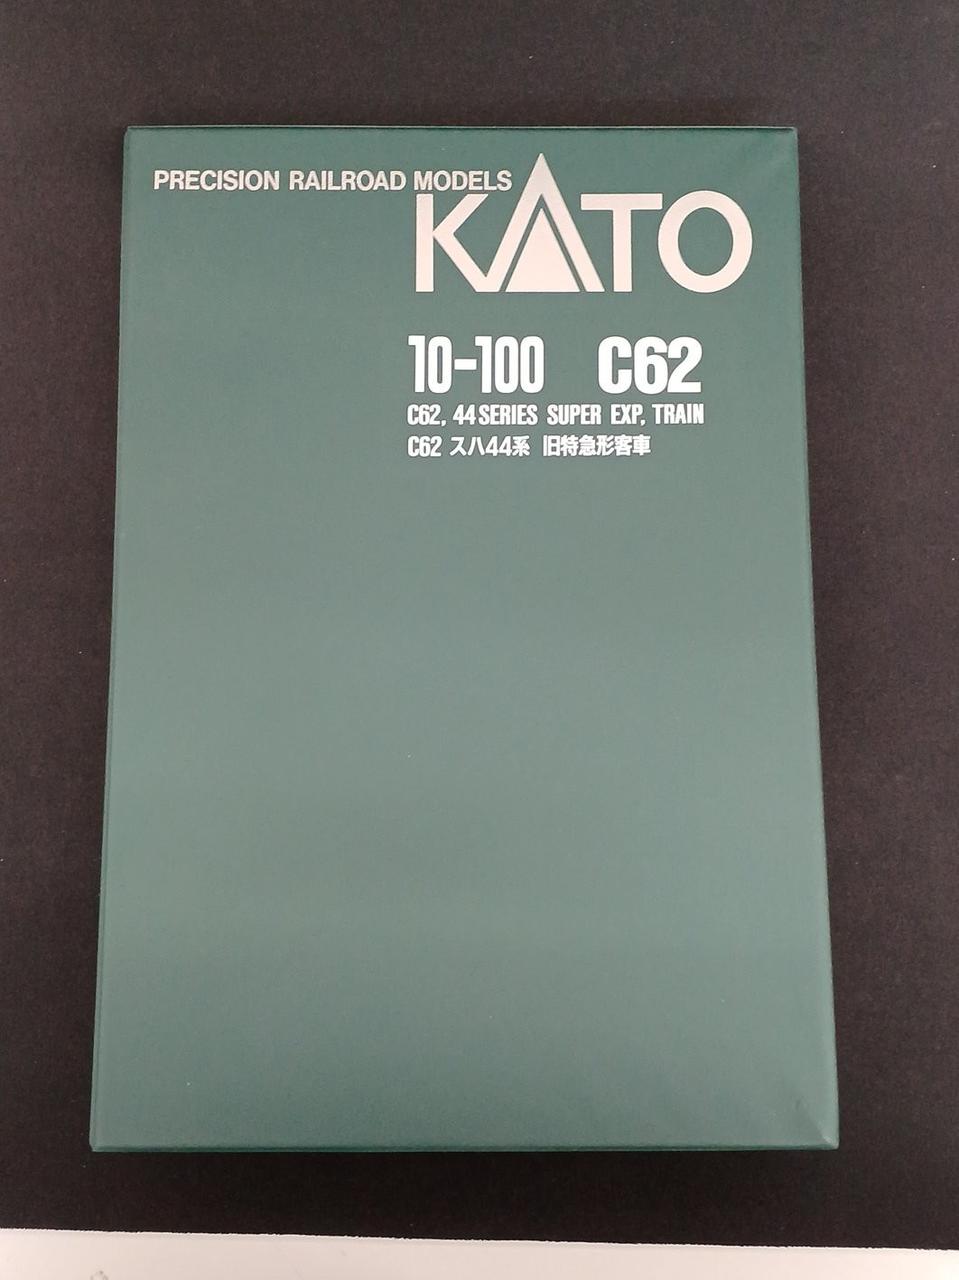 PRECISION RAILROAD MODELS
KATO
10-100 C62
C62, 44 SERIES SUPER EXP, TRAIN
C62 スハ44系 旧特急形客車